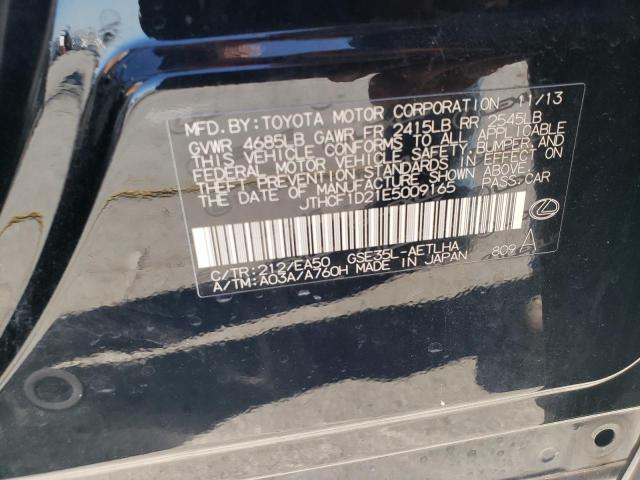 MFD.BY:TOYOTA MOTOR CORPORATION 11/13
GVWR 4685LB GAWR FR 2415LB RR 2545LB
THIS VEHICLE CONFORMS TO ALL APPLICABLE
FEDERAL MOTOR VEHICLE SAFETY,BUMPER,AND
THEFT PREVENTION STANDARDS IN EFFECT ON
THE DATE OF MANUFACTURE SHOWN ABOVE.
JTHCF1D21E5009165 PASS.CAR
C/TR:212/EA50 GSE35L-AETLHA
A/TM:A03A/A760H MADE IN JAPAN 809 A